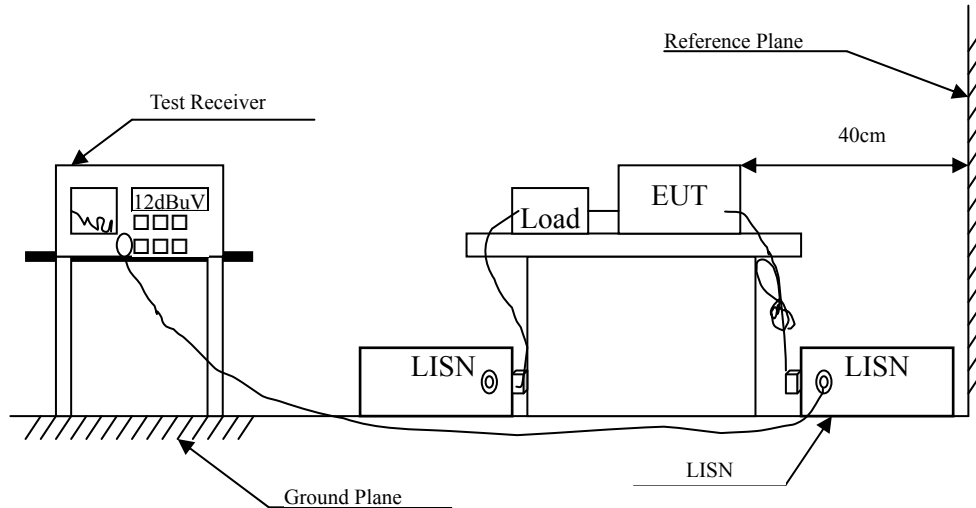 Reference Plane
Test Receiver
40cm
12dBuV
EUT
Load
LISN
LISN
LISN
Ground Plane